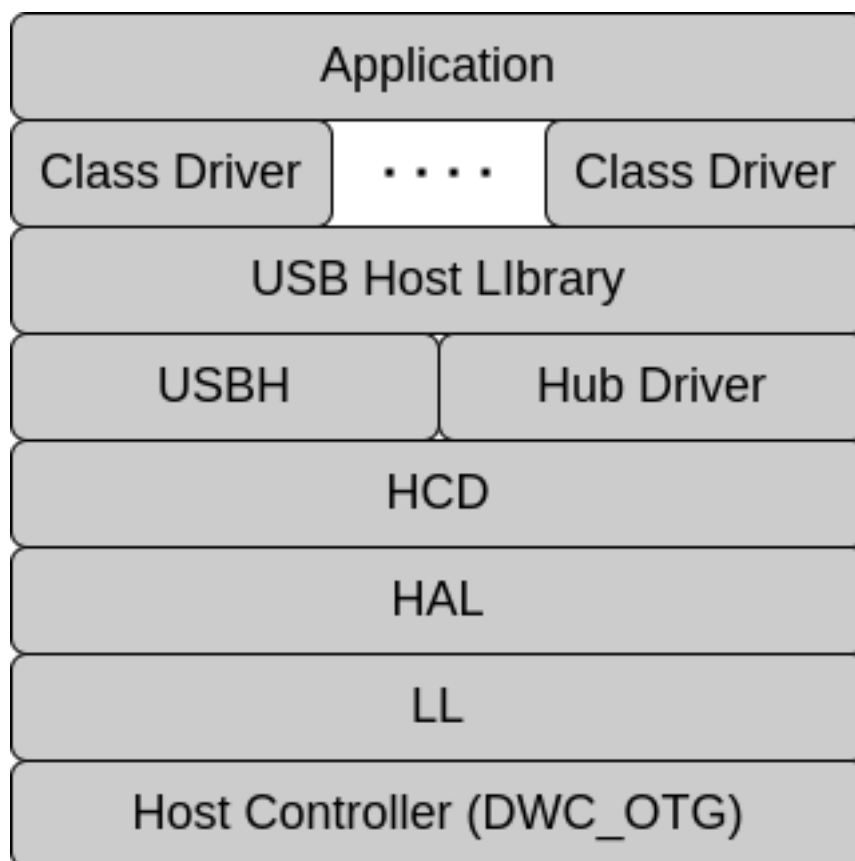 Application
Class Driver .... Class Driver
USB Host LIbrary
USBH Hub Driver
HCD
HAL
LL
Host Controller (DWC_OTG)